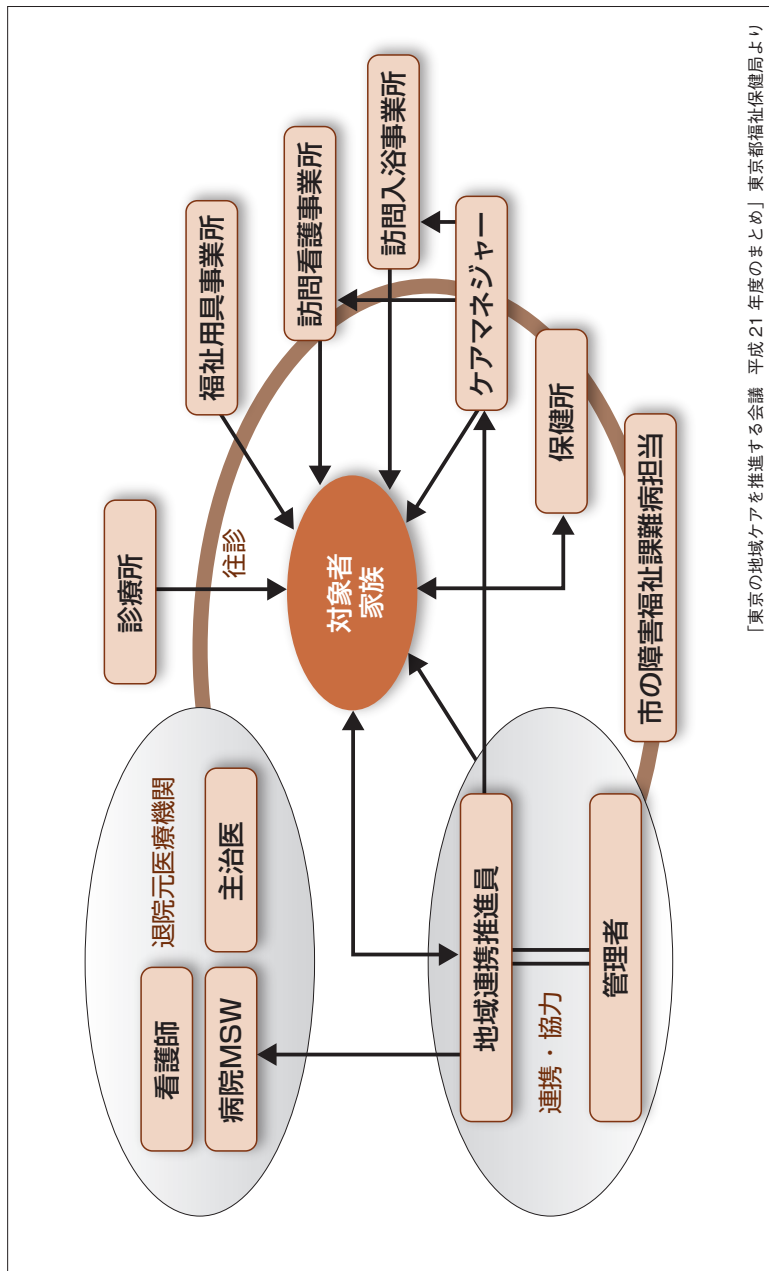 退院元医療機関
看護師
病院MSW
主治医
診療所
往診
福祉用具事業所
訪問看護事業所
訪問入浴事業所
対象者
家族
ケアマネジャー
保健所
市の障害福祉課難病担当
地域連携推進員
連携・協力
管理者
「東京の地域ケアを推進する会議 平成21年度のまとめ」東京都福祉保健局より